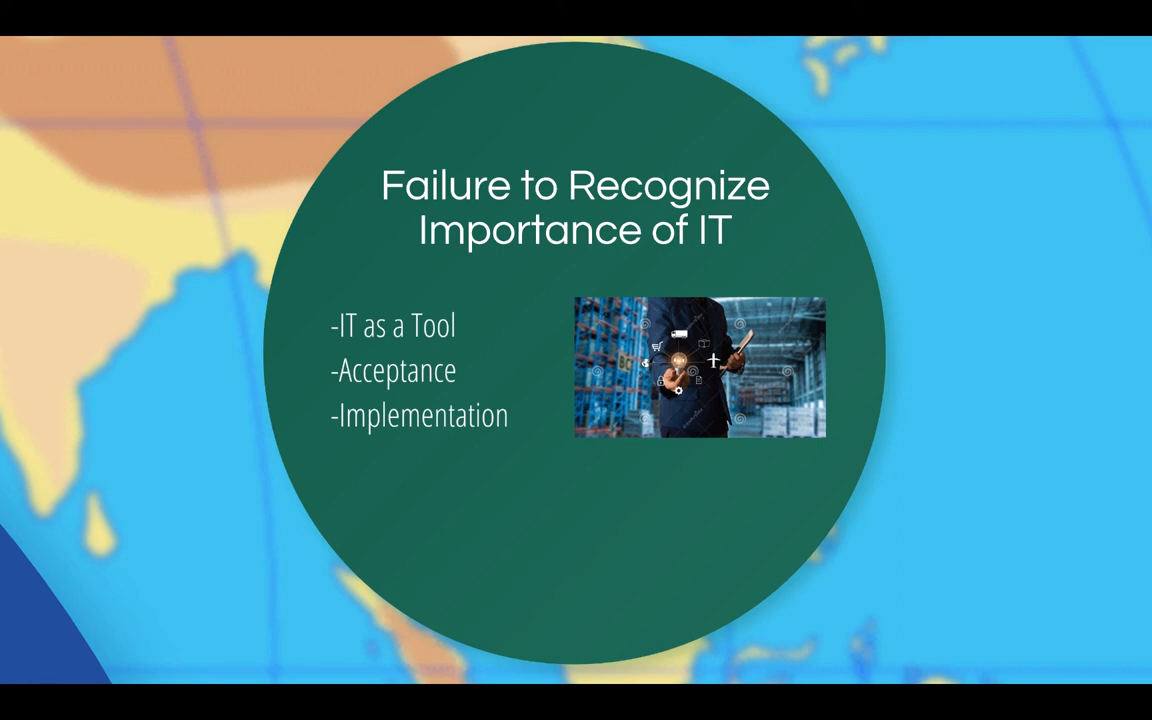 Failure to Recognize
Importance of IT
-IT as a Tool
-Acceptance
-Implementation